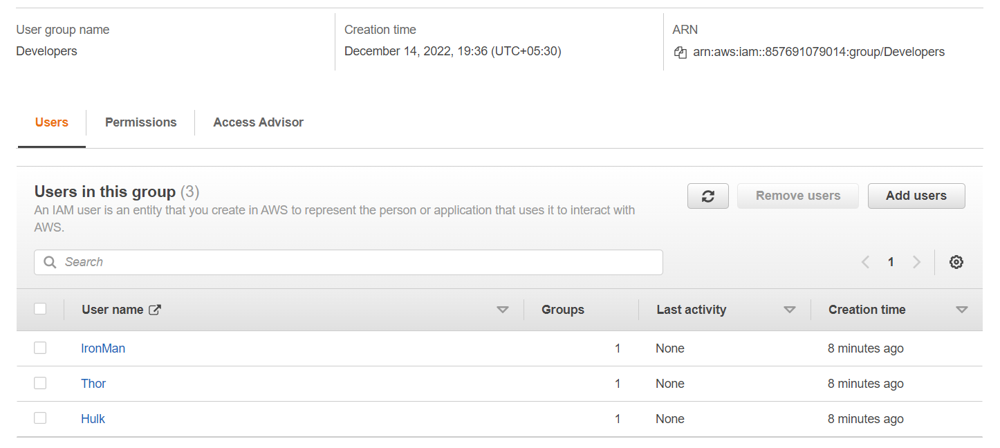 User group name
Developers
Creation time
December 14, 2022, 19:36 (UTC+05:30)
ARN
arn:aws:iam::857691079014:group/Developers
Users Permissions Access Advisor
Users in this group (3)
An IAM user is an entity that you create in AWS to represent the person or application that uses it to interact with
AWS.
Remove users Add users
Search
1
User name Groups Last activity Creation time
IronMan 1 None 8 minutes ago
Thor 1 None 8 minutes ago
Hulk 1 None 8 minutes ago